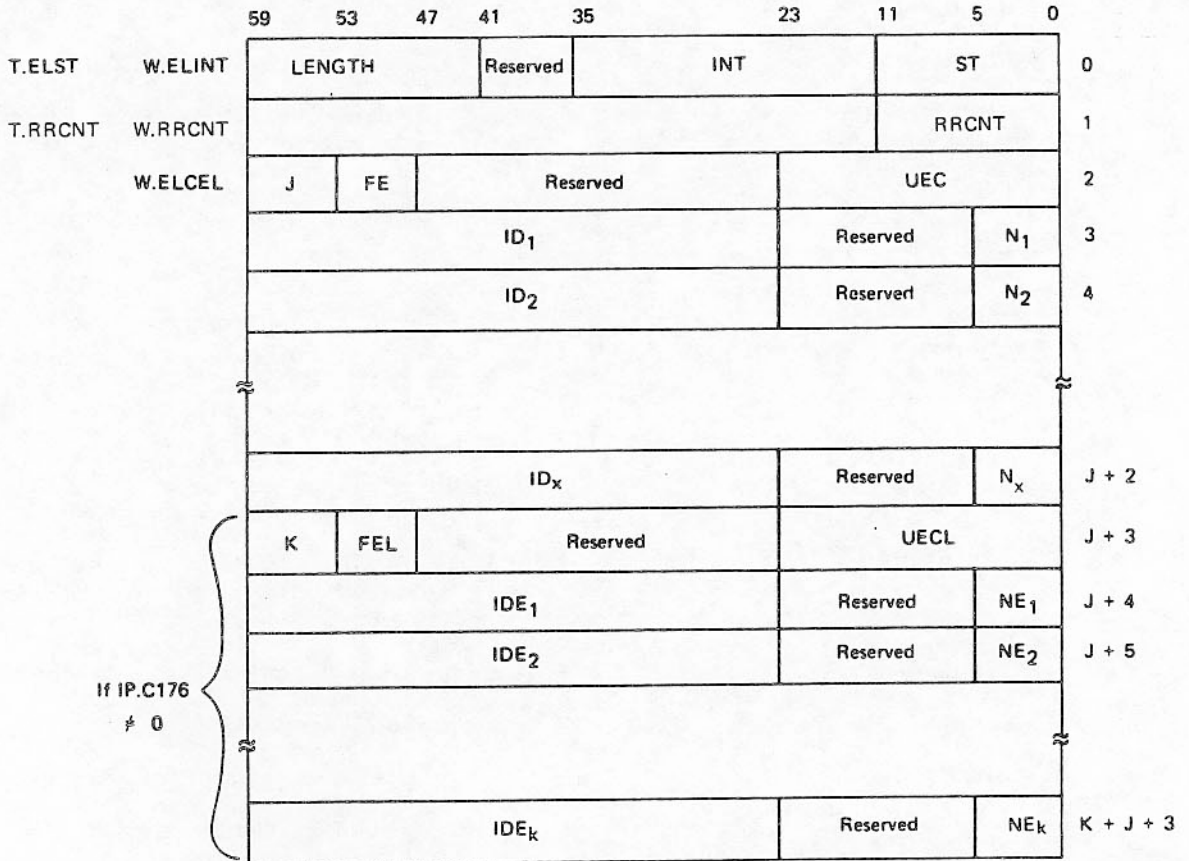 59 53 47 41 35 23 11 5 0
T.ELST W.ELINT LENGTH Reserved INT ST 0
T.RRCNT W.RRCNT RRCNT 1
W.ELCEL J FE Reserved UEC 2
ID₁ Reserved N₁ 3
ID₂ Reserved N₂ 4
IDₓ Reserved Nₓ J + 2
K FEL Reserved UECL J + 3
IDE₁ Reserved NE₁ J + 4
IDE₂ Reserved NE₂ J + 5
If IP.C176
≠ 0
IDEₖ Reserved NEₖ K + J + 3